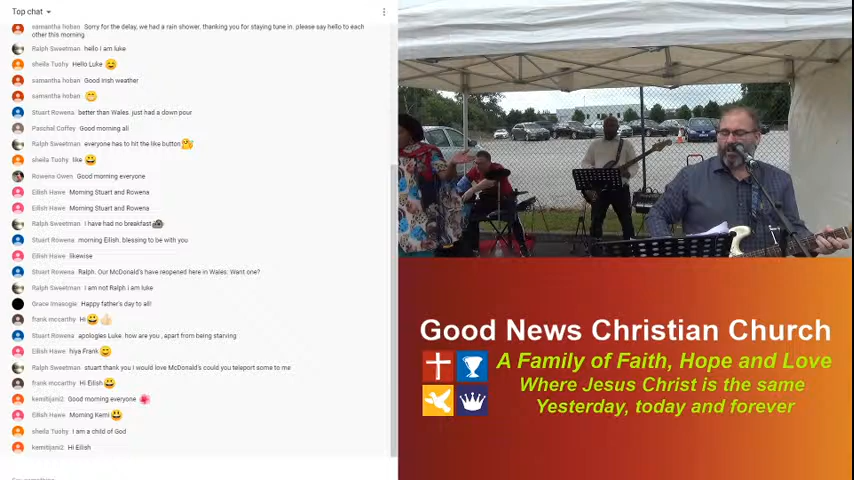 Top chat
samantha hoban Sorry for the delay, we had a rain shower. thanking you for staying tune in. please say hello to each
other this morning
Ralph Sweetman hello I am luke
sheila Tushy Hello Luke 😊
samantha hoban Good Irish weather
samantha hoban 😁
Stuart Rowena better than Wales. just had a down pour
Paschal Coffey Good morning all
Ralph Sweetman everyone has to hit the like button
sheila Tushy like 😀
Rowena Owen Good morning everyone
Eilish Hawe Morning Stuart and Rowena
Eilish Hawe Morning Stuart and Rowena
Ralph Sweetman I have had no breakfast
Stuart Rowena morning Eilish. blessing to be with you
Eilish Hawe likewise
Stuart Rowena Ralph. Our McDonald's have reopened here in Wales. Want one?
Ralph Sweetman I am not Ralph I am luke
Grace Imasogie Happy father's day to all!
frank mccarthy Hi 😃👍
Stuart Rowena apologies Luke. how are you , apart from being starving
Eilish Hawe hiya Frank 😊
Ralph Sweetman stuart thank you I would love McDonald's could you teleport some to me
frank mccarthy Hi Eilish 😃
kemitijani2 Good morning everyone 🌺
Eilish Hawe Morning Kemi 😃
sheila Tushy I am a child of God
kemitijani2 Hi Eilish
Good News Christian Church
A Family of Faith, Hope and Love
Where Jesus Christ is the same
Yesterday, today and forever